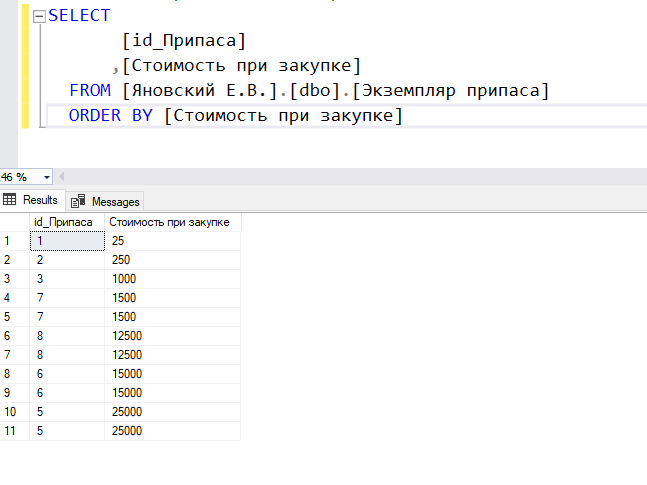 SELECT
[id_Припаса]
,[Стоимость при закупке]
FROM [Яновский Е.В.].[dbo].[Экземпляр припаса]
ORDER BY [Стоимость при закупке]
46 %
Results Messages
id_Припаса Стоимость при закупке
1 1 25
2 2 250
3 3 1000
4 7 1500
5 7 1500
6 8 12500
7 8 12500
8 6 15000
9 6 15000
10 5 25000
11 5 25000